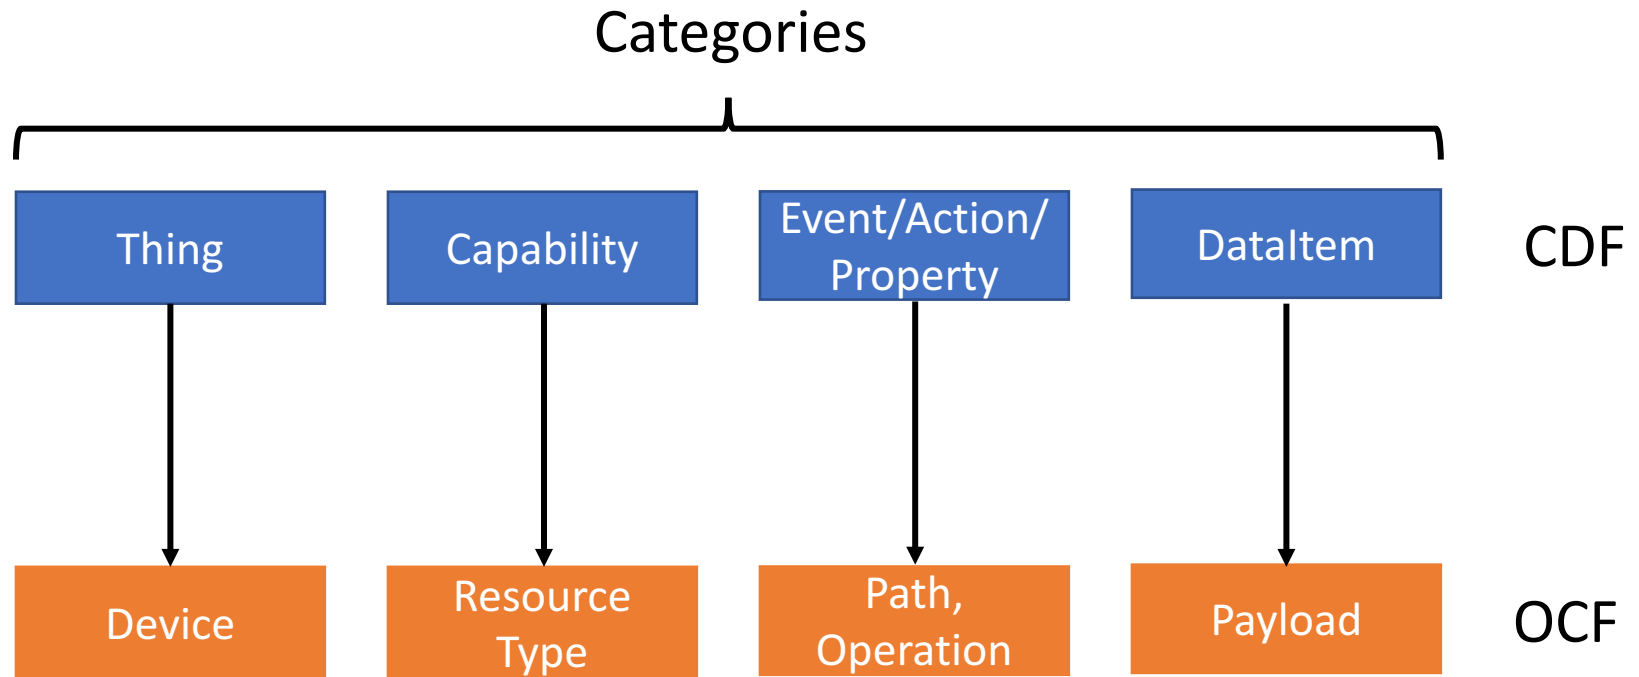 Categories
Thing
Capability
Event/Action/
Property
DataItem
CDF
Device
Resource
Type
Path,
Operation
Payload
OCF